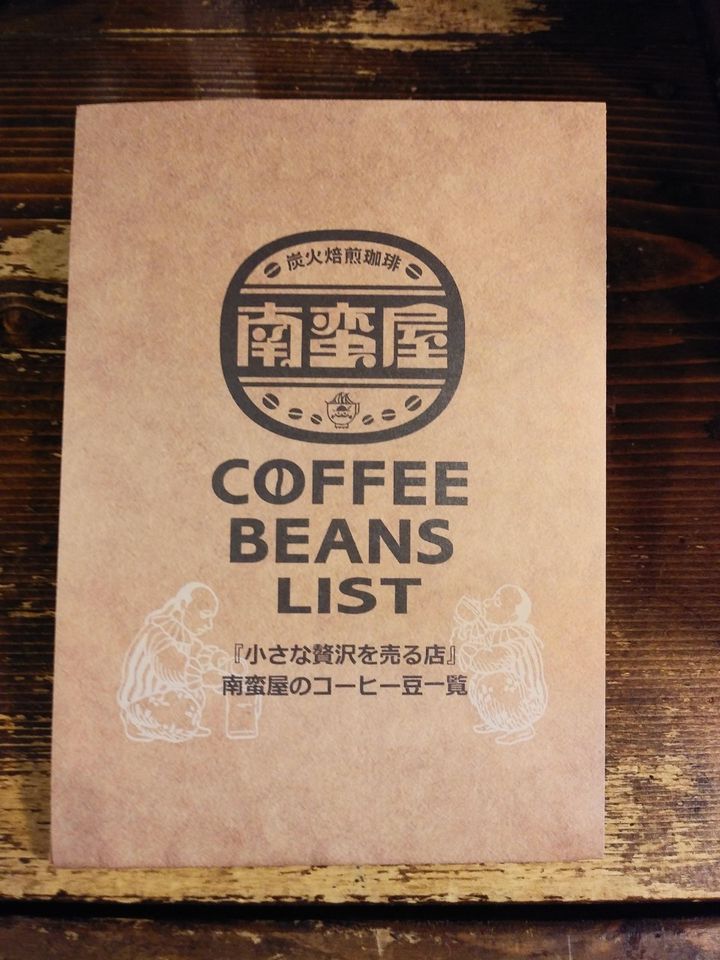 炭火焙煎珈琲
南蛮屋
COFFEE
BEANS
LIST
『小さな贅沢を売る店』
南蛮屋のコーヒー豆一覧